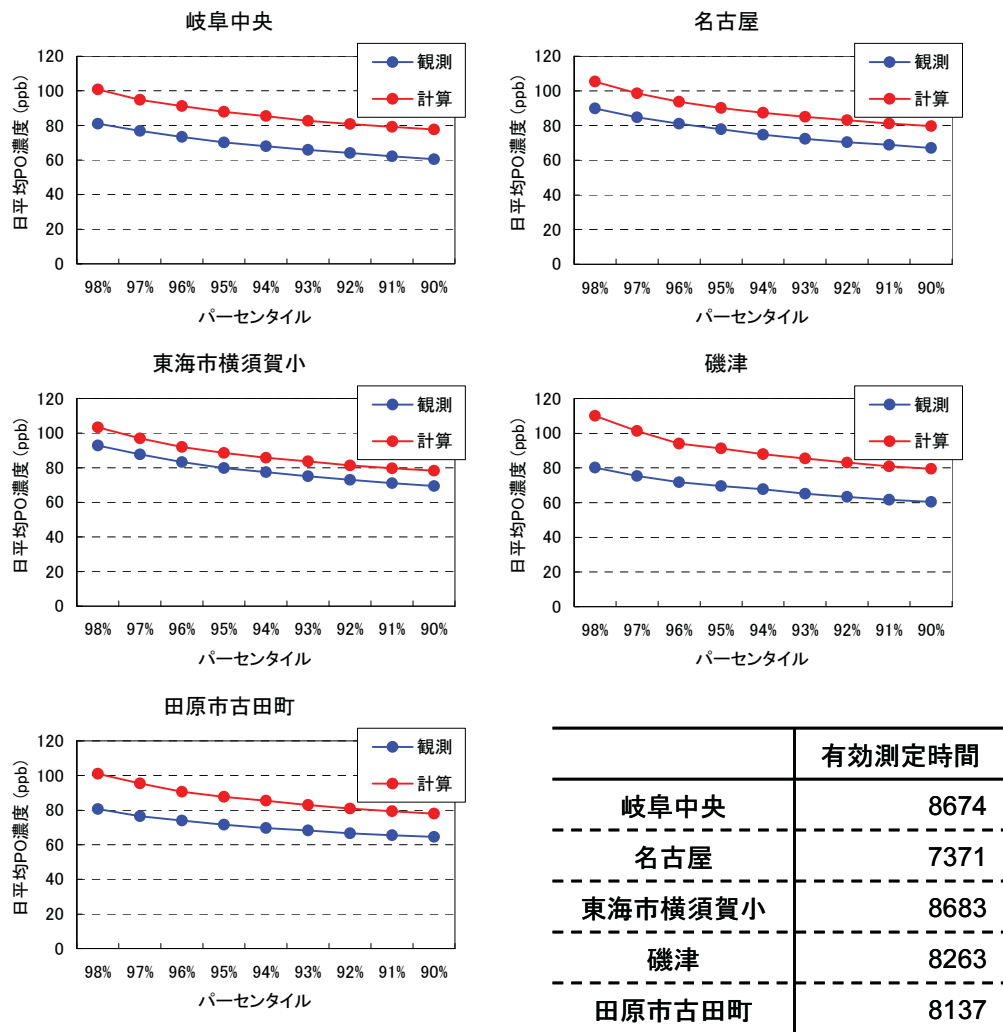 岐阜中央
日平均PO濃度 (ppb)
120
100
80
60
40
20
0
観測
計算
98% 97% 96% 95% 94% 93% 92% 91% 90%
パーセンタイル
名古屋
日平均PO濃度 (ppb)
120
100
80
60
40
20
0
観測
計算
98% 97% 96% 95% 94% 93% 92% 91% 90%
パーセンタイル
東海市横須賀小
日平均PO濃度 (ppb)
120
100
80
60
40
20
0
観測
計算
98% 97% 96% 95% 94% 93% 92% 91% 90%
パーセンタイル
磯津
日平均PO濃度 (ppb)
120
100
80
60
40
20
0
観測
計算
98% 97% 96% 95% 94% 93% 92% 91% 90%
パーセンタイル
田原市古田町
日平均PO濃度 (ppb)
120
100
80
60
40
20
0
観測
計算
98% 97% 96% 95% 94% 93% 92% 91% 90%
パーセンタイル
有効測定時間
岐阜中央 8674
名古屋 7371
東海市横須賀小 8683
磯津 8263
田原市古田町 8137